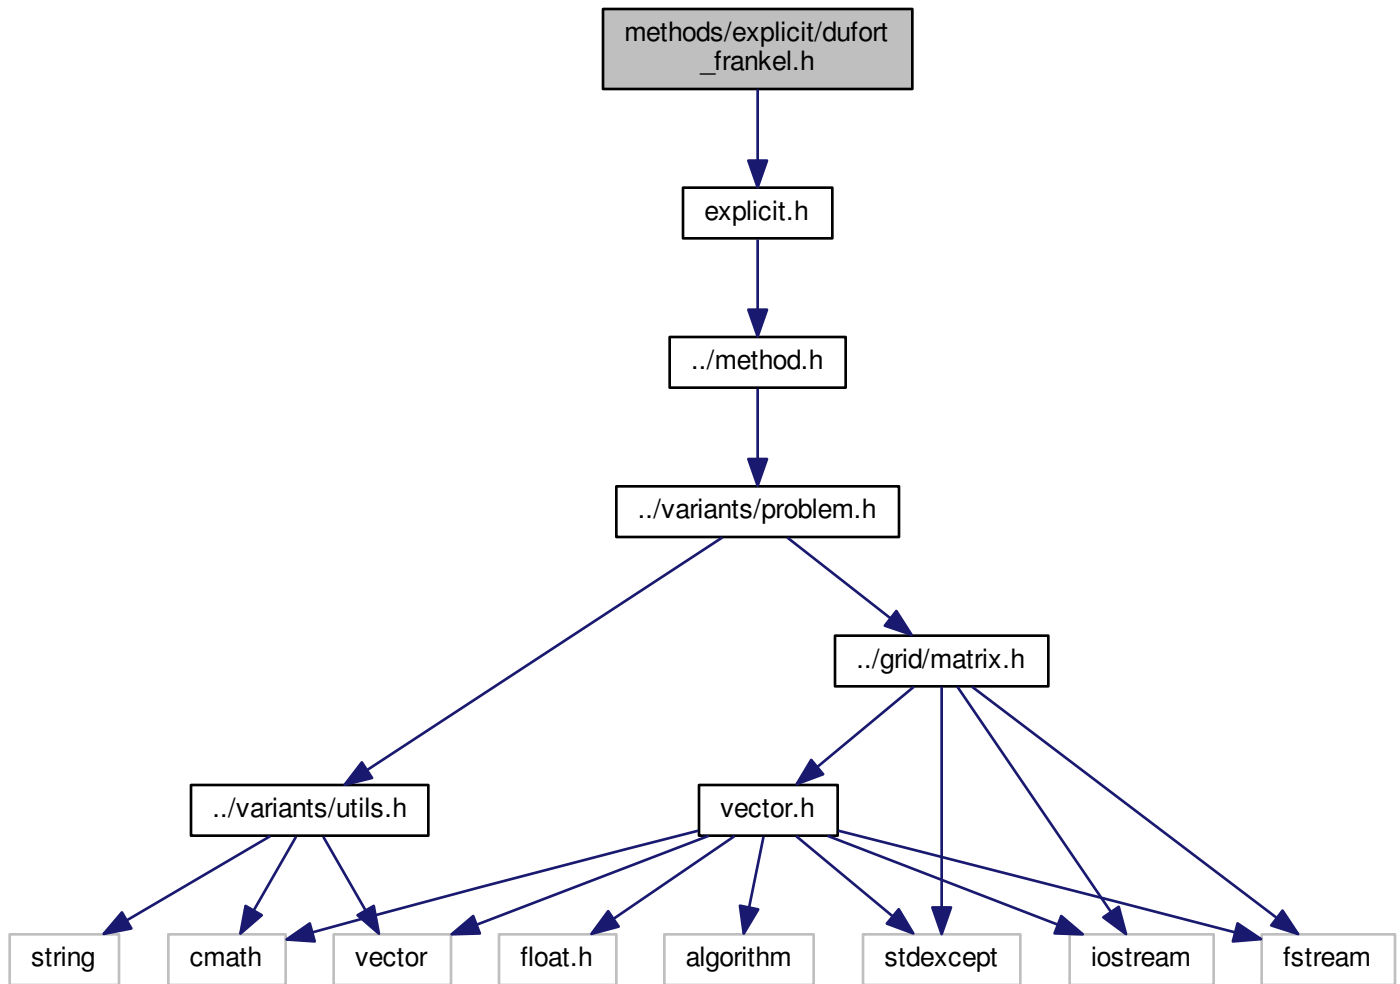 methods/explicit/dufort
_frankel.h
explicit.h
../method.h
../variants/problem.h
../grid/matrix.h
../variants/utils.h
vector.h
string
cmath
vector
float.h
algorithm
stdexcept
iostream
fstream